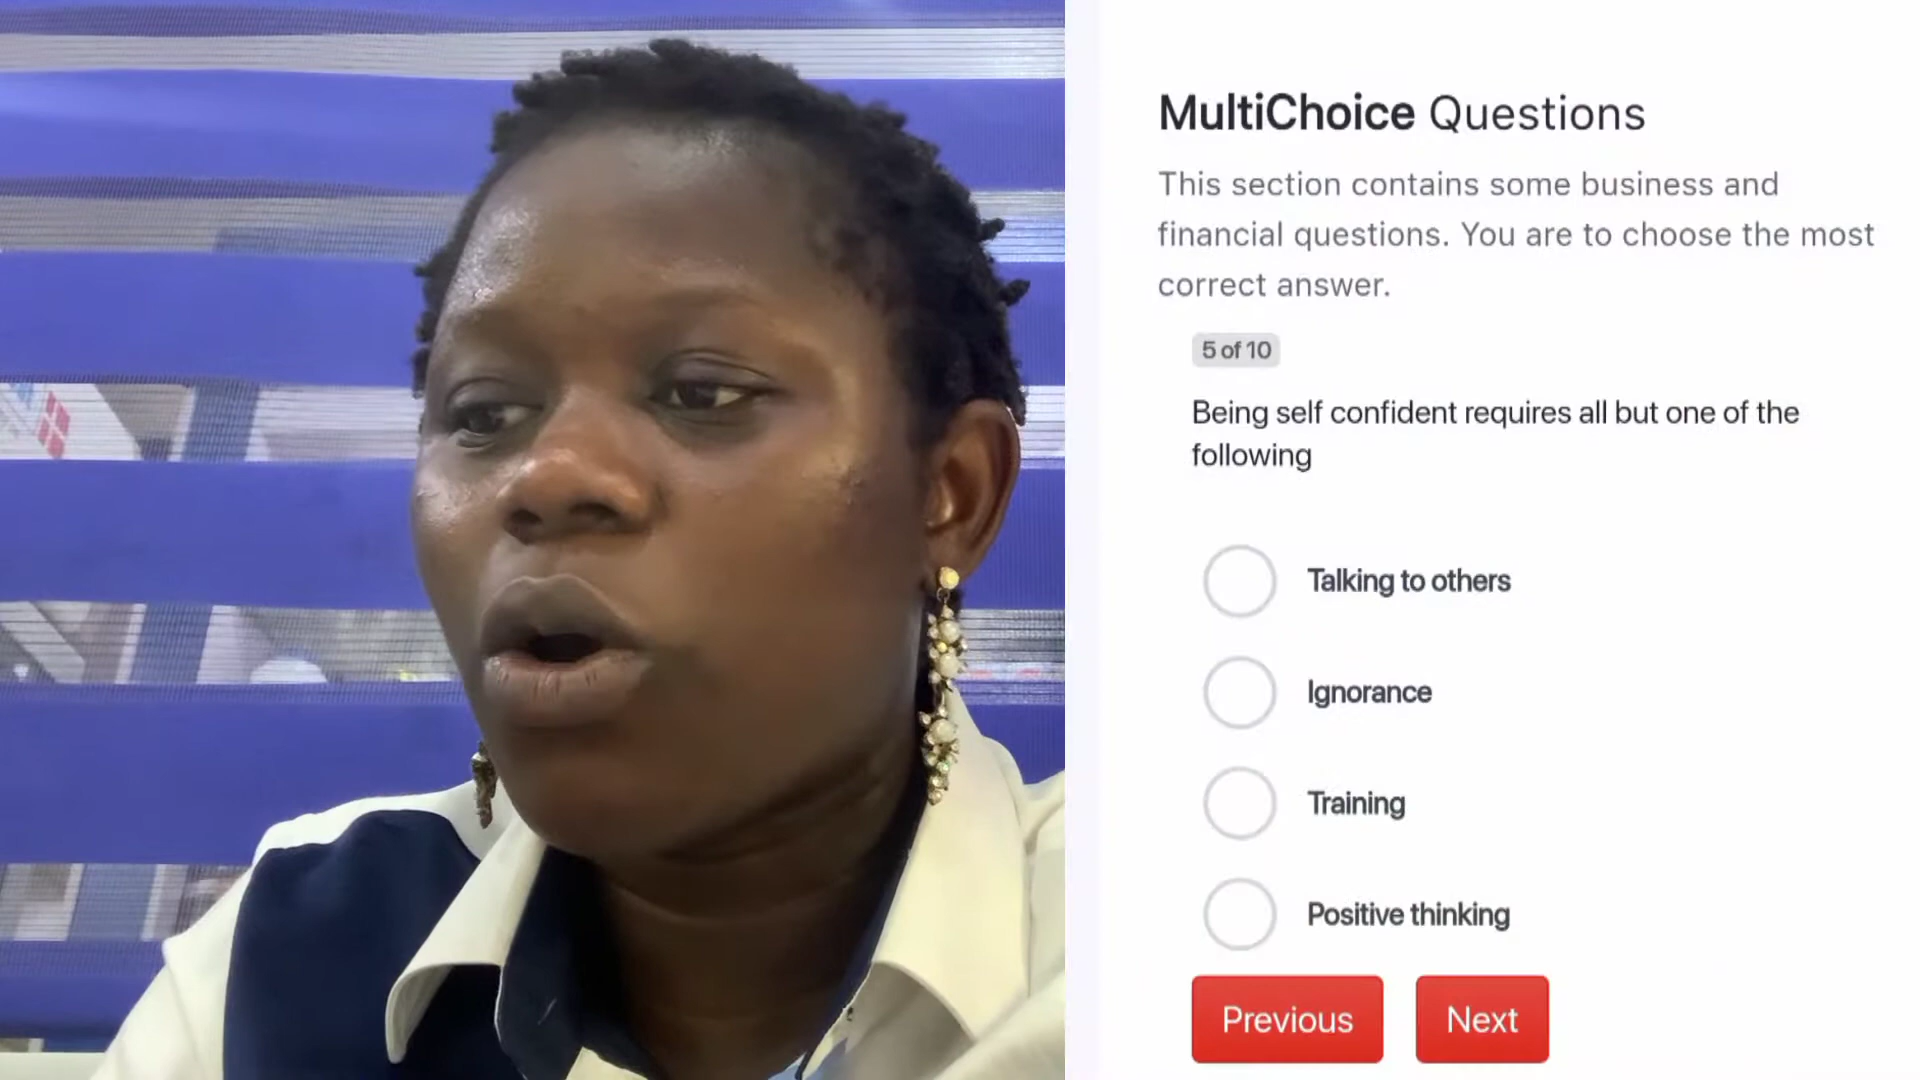 MultiChoice Questions
This section contains some business and
financial questions. You are to choose the most
correct answer.
5 of 10
Being self confident requires all but one of the
following
Talking to others
Ignorance
Training
Positive thinking
Previous
Next